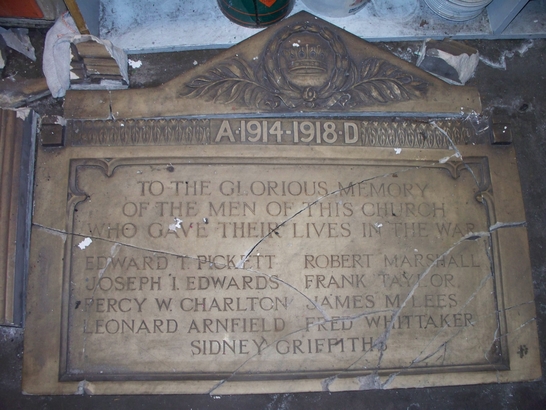 A·1914-1918·D
TO THE GLORIOUS MEMORY
OF THE MEN OF THIS CHURCH
WHO GAVE THEIR LIVES IN THE WAR
EDWARD T. PICKETT ROBERT MARSHALL
JOSEPH I. EDWARDS FRANK TAYLOR.
PERCY W. CHARLTON JAMES M. LEES
LEONARD ARNFIELD FRED WHITTAKER
SIDNEY GRIFFITHS